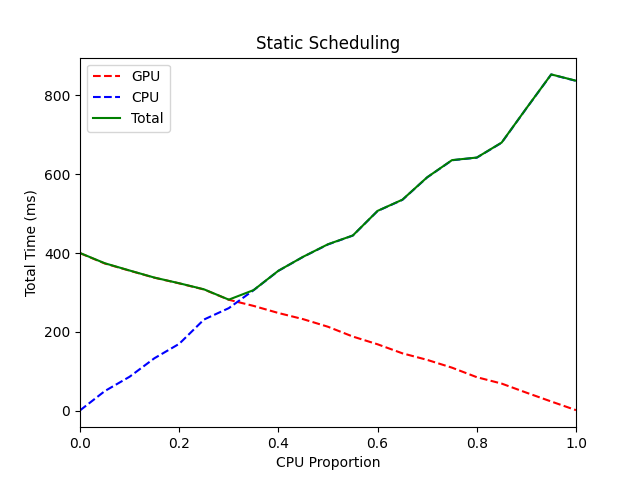 Static Scheduling
GPU
CPU
Total
Total Time (ms)
800
600
400
200
0
0.0 0.2 0.4 0.6 0.8 1.0
CPU Proportion